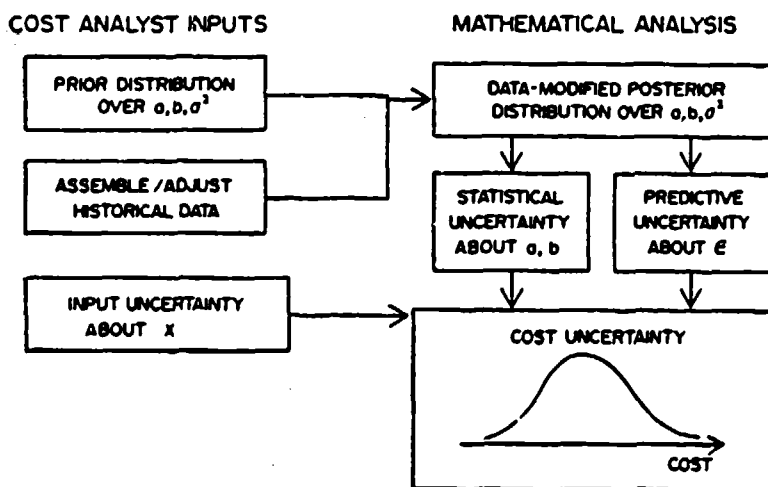 COST ANALYST INPUTS
MATHEMATICAL ANALYSIS
PRIOR DISTRIBUTION
OVER a,b,σ²
DATA-MODIFIED POSTERIOR
DISTRIBUTION OVER a,b,σ²
ASSEMBLE/ADJUST
HISTORICAL DATA
STATISTICAL
UNCERTAINTY
ABOUT a, b
PREDICTIVE
UNCERTAINTY
ABOUT ϵ
INPUT UNCERTAINTY
ABOUT X
COST UNCERTAINTY
COST